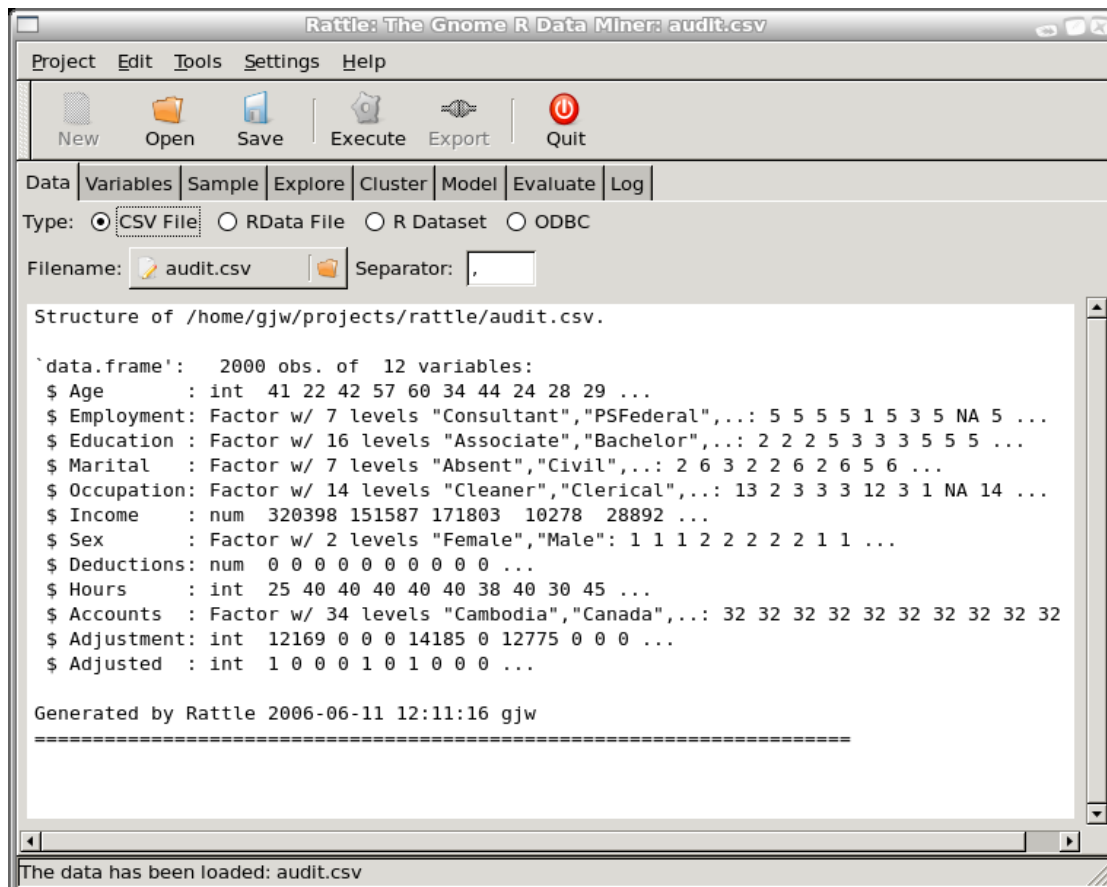 Rattle: The Gnome R Data Miner: audit.csv
Project Edit Tools Settings Help
New Open Save Execute Export Quit
Data Variables Sample Explore Cluster Model Evaluate Log
Type: CSV File RData File R Dataset ODBC
Filename: audit.csv Separator: ,
Structure of /home/gjw/projects/rattle/audit.csv.
`data.frame':   2000 obs. of  12 variables:
$ Age       : int  41 22 42 57 60 34 44 24 28 29 ...
$ Employment: Factor w/ 7 levels "Consultant","PSFederal",..: 5 5 5 5 1 5 3 5 NA 5 ...
$ Education : Factor w/ 16 levels "Associate","Bachelor",..: 2 2 2 5 3 3 3 5 5 5 ...
$ Marital   : Factor w/ 7 levels "Absent","Civil",..: 2 6 3 2 2 6 2 6 5 6 ...
$ Occupation: Factor w/ 14 levels "Cleaner","Clerical",..: 13 2 3 3 3 12 3 1 NA 14 ...
$ Income    : num  320398 151587 171803  10278  28892 ...
$ Sex       : Factor w/ 2 levels "Female","Male": 1 1 1 2 2 2 2 2 1 1 ...
$ Deductions: num  0 0 0 0 0 0 0 0 0 0 ...
$ Hours     : int  25 40 40 40 40 40 38 40 30 45 ...
$ Accounts  : Factor w/ 34 levels "Cambodia","Canada",..: 32 32 32 32 32 32 32 32 32 32
$ Adjustment: int  12169 0 0 0 14185 0 12775 0 0 0 ...
$ Adjusted  : int  1 0 0 0 1 0 1 0 0 0 ...
Generated by Rattle 2006-06-11 12:11:16 gjw
======================================================================
The data has been loaded: audit.csv